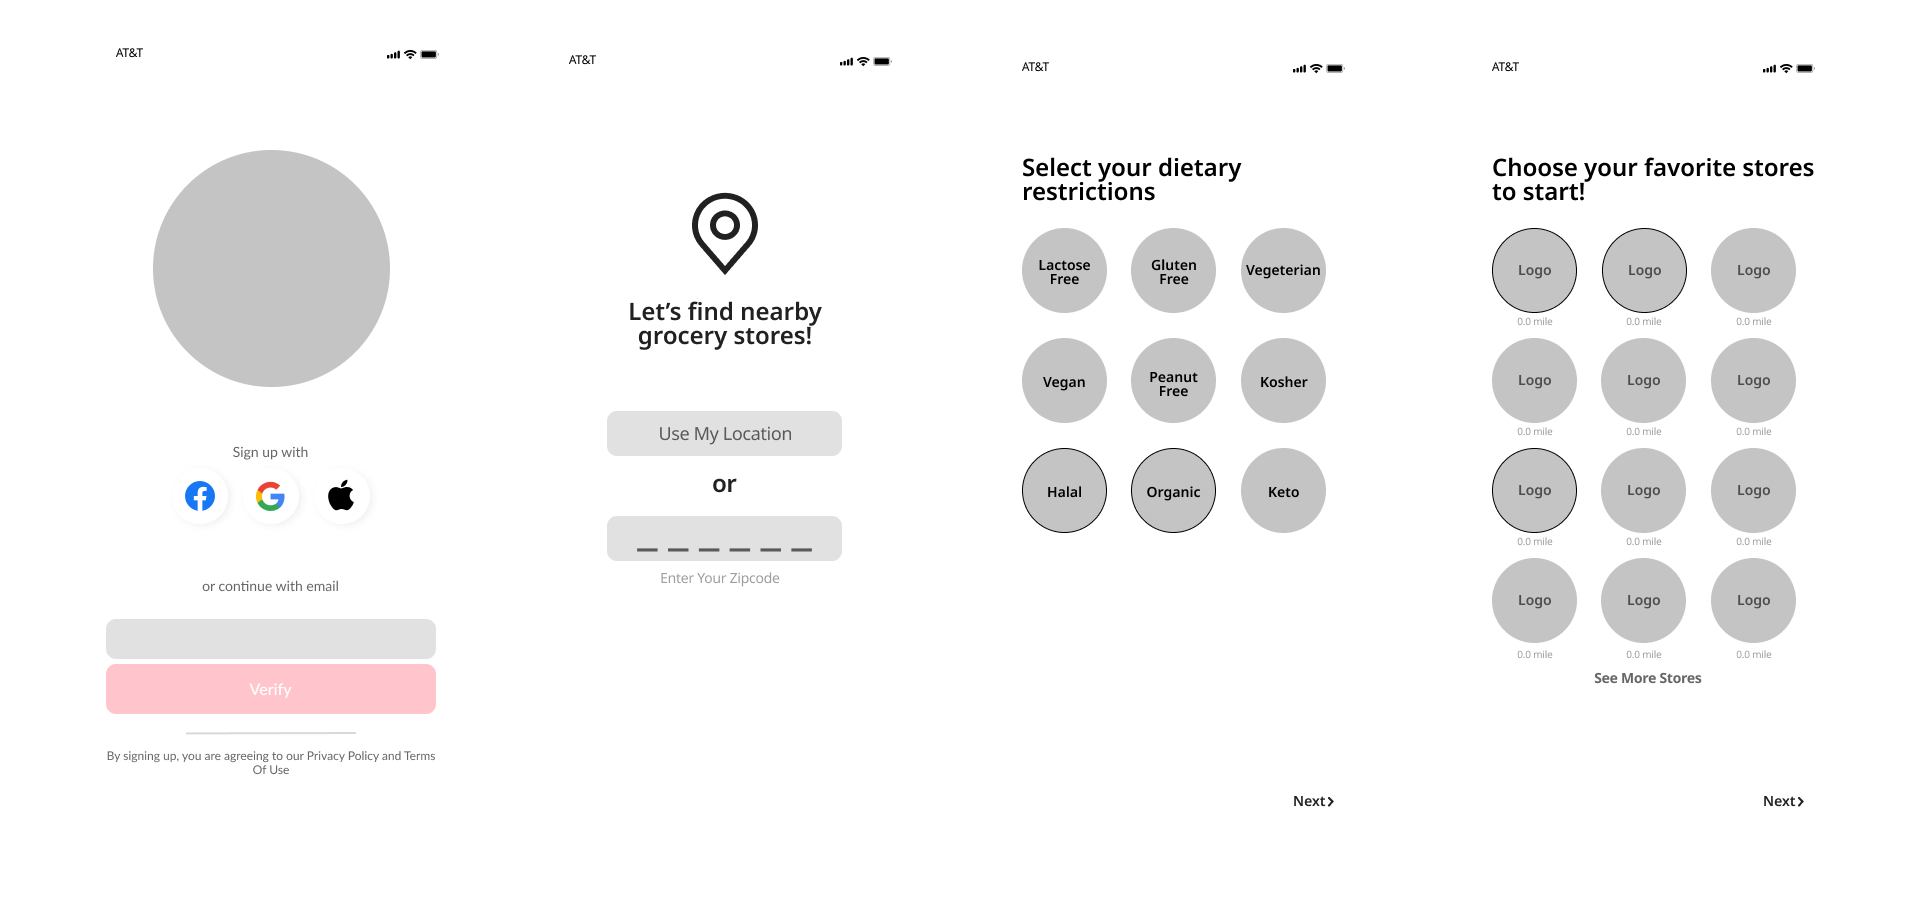 AT&T
Sign up with
or continue with email
Verify
By signing up, you are agreeing to our Privacy Policy and Terms
Of Use
AT&T
Let's find nearby
grocery stores!
Use My Location
or
_ _ _ _ _ _
Enter Your Zipcode
AT&T
Select your dietary
restrictions
Lactose
Free
Gluten
Free
Vegeterian
Vegan
Peanut
Free
Kosher
Halal
Organic
Keto
Next
AT&T
Choose your favorite stores
to start!
Logo Logo Logo
0.0 mile 0.0 mile 0.0 mile
Logo Logo Logo
0.0 mile 0.0 mile 0.0 mile
Logo Logo Logo
0.0 mile 0.0 mile 0.0 mile
Logo Logo Logo
0.0 mile 0.0 mile 0.0 mile
See More Stores
Next